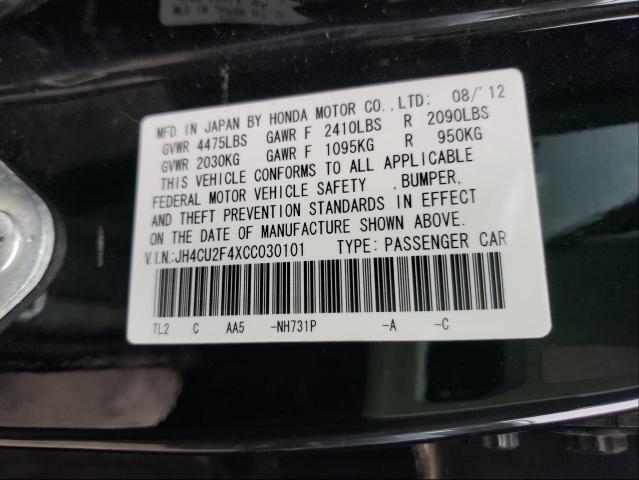 MFD. IN JAPAN BY HONDA MOTOR CO., LTD: 08/'12
GVWR 4475LBS GAWR F 2410LBS R 2090LBS
GVWR 2030KG GAWR F 1095KG R 950KG
THIS VEHICLE CONFORMS TO ALL APPLICABLE
FEDERAL MOTOR VEHICLE SAFETY , BUMPER,
AND THEFT PREVENTION STANDARDS IN EFFECT
ON THE DATE OF MANUFACTURE SHOWN ABOVE.
V.I.N.:JH4CU2F4XCC030101 TYPE: PASSENGER CAR
TL2 C AA5 -NH731P -A -C